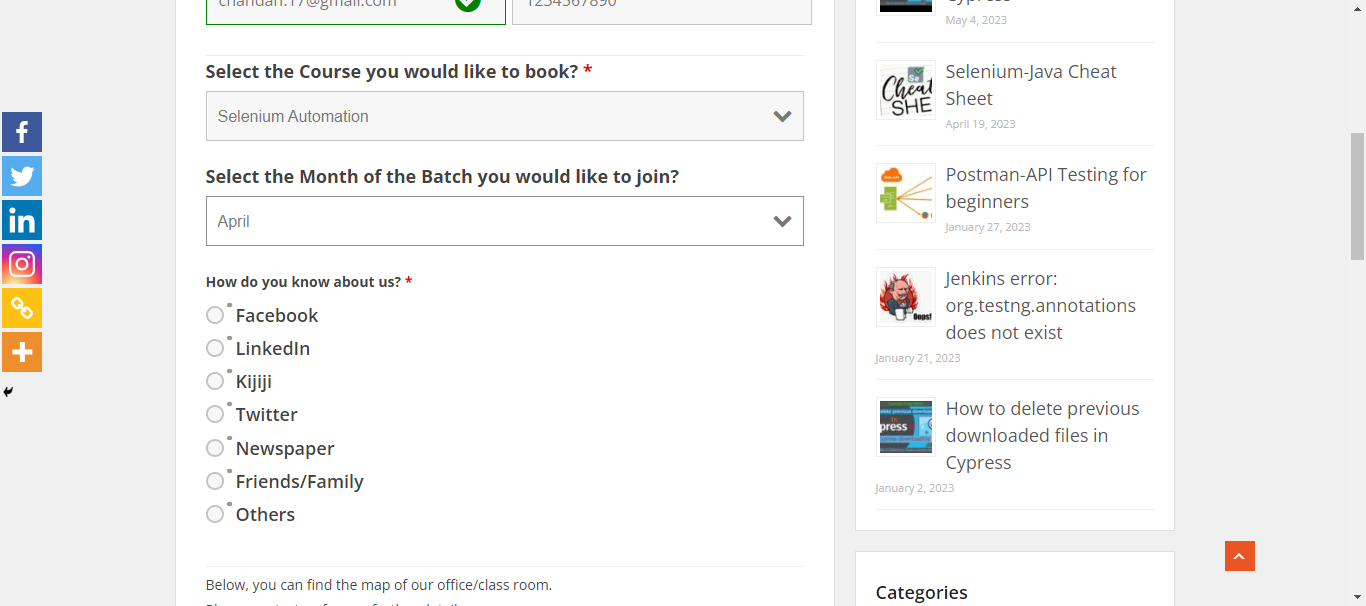 chandan.17@gmail.com
1234567890
Select the Course you would like to book? *
Selenium Automation
Select the Month of the Batch you would like to join?
April
How do you know about us? *
Facebook
LinkedIn
Kijiji
Twitter
Newspaper
Friends/Family
Others
Below, you can find the map of our office/class room.
Cypress
May 4, 2023
Selenium-Java Cheat
Sheet
April 19, 2023
Postman-API Testing for
beginners
January 27, 2023
Jenkins error:
org.testng.annotations
does not exist
January 21, 2023
How to delete previous
downloaded files in
Cypress
January 2, 2023
Categories